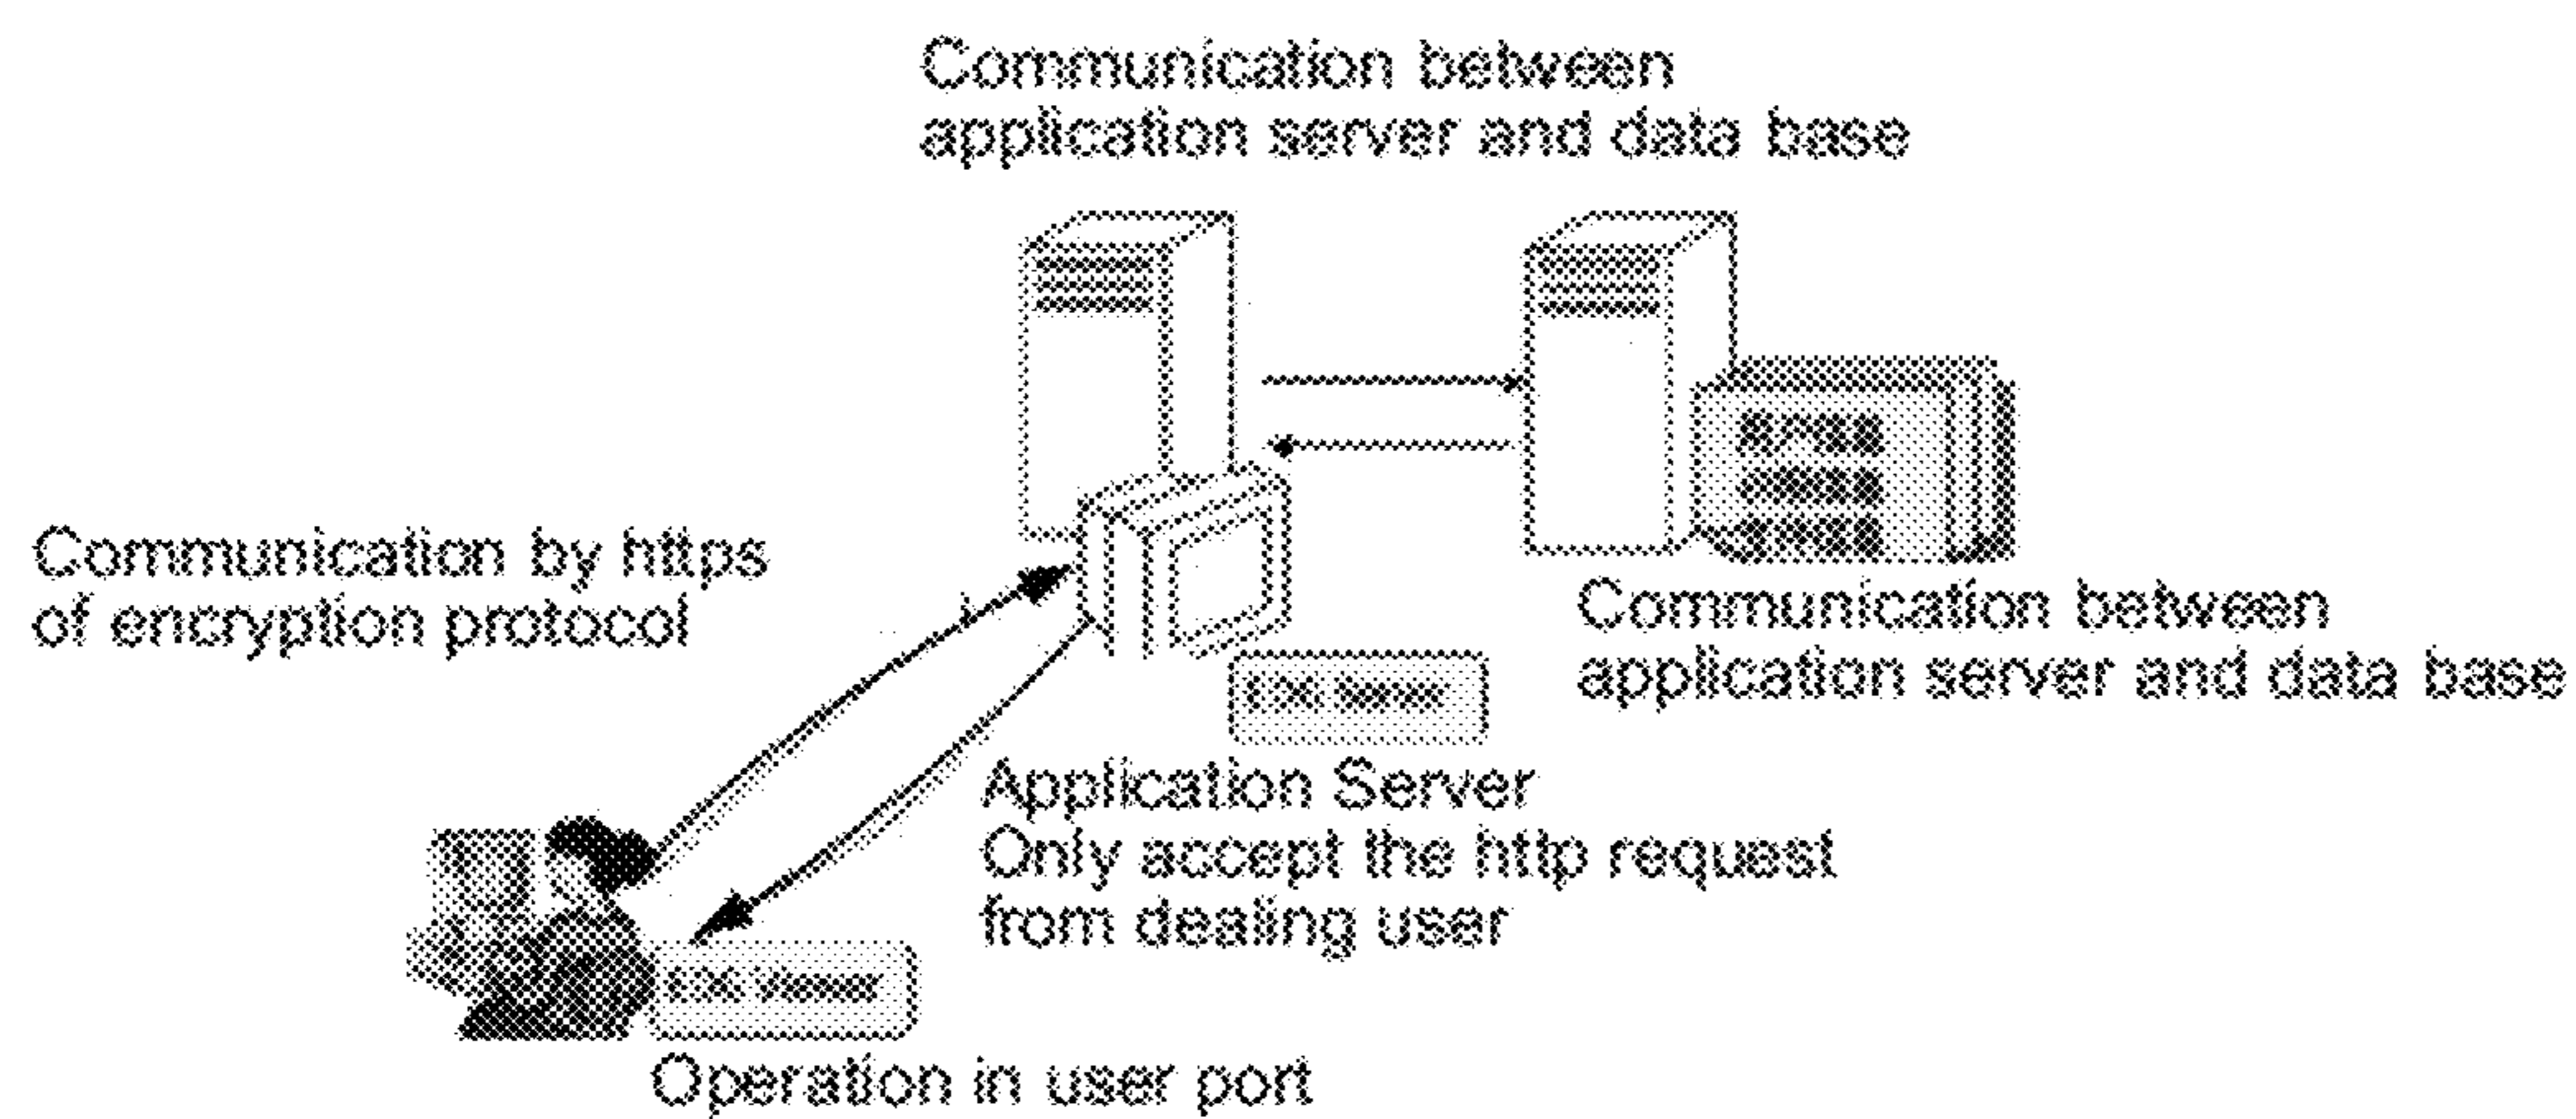 Communication between
application server and data base
Communication by https
of encryption protocol
Communication between
application server and data base
Application Server
Only accept the http request
from dealing user
Operation in user port